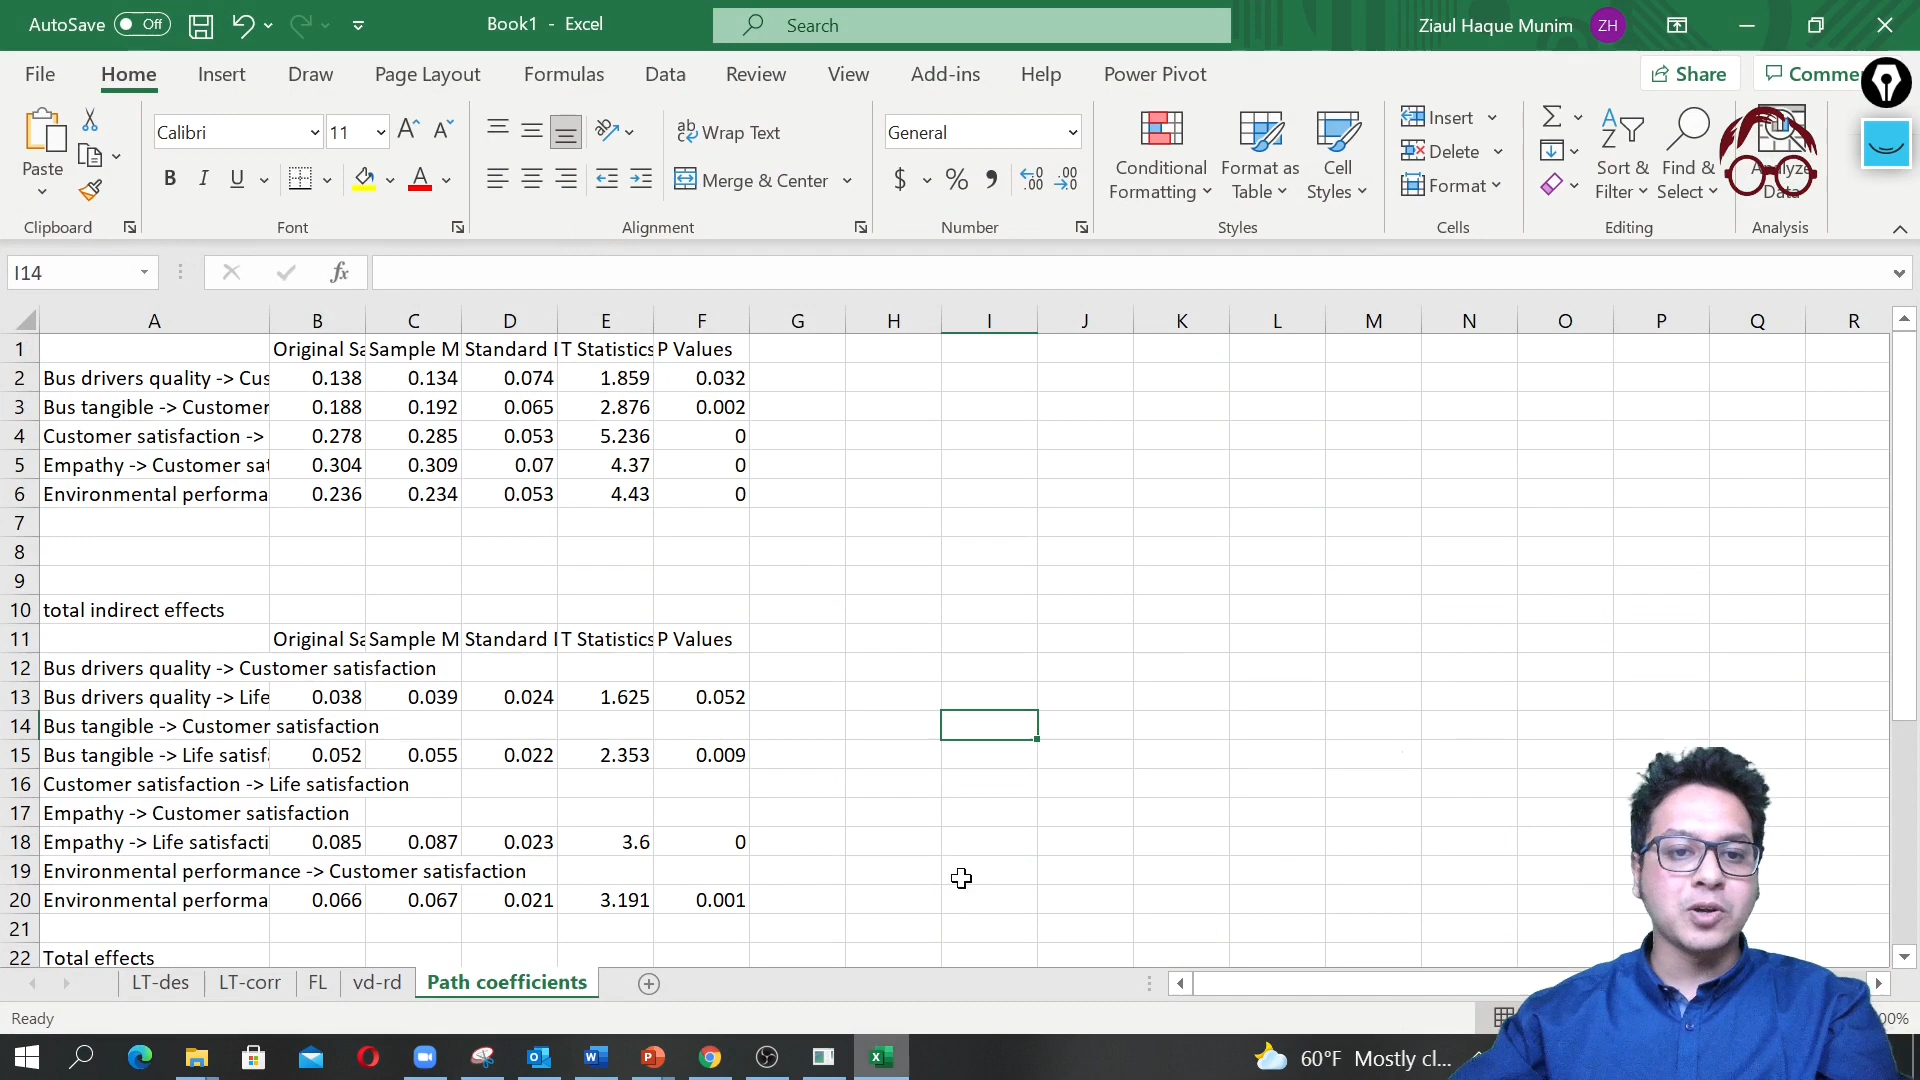 AutoSave Off Book1 - Excel Search Ziaul Haque Munim ZH
File Home Insert Draw Page Layout Formulas Data Review View Add-ins Help Power Pivot Share Comme
Calibri 11 Wrap Text General Insert
Paste Conditional Format as Cell Delete Sort & Find & Analyze
B I U Merge & Center $ % Formatting Table Styles Format Filter Select Data
Clipboard Font Alignment Number Styles Cells Editing Analysis
I14 fx
A B C D E F G H I J K L M N O P Q R
1 Original Sa Sample M Standard T Statistics P Values
2 Bus drivers quality -> Cus 0.138 0.134 0.074 1.859 0.032
3 Bus tangible -> Customer 0.188 0.192 0.065 2.876 0.002
4 Customer satisfaction -> 0.278 0.285 0.053 5.236 0
5 Empathy -> Customer sat 0.304 0.309 0.07 4.37 0
6 Environmental performa 0.236 0.234 0.053 4.43 0
7
8
9
10 total indirect effects
11 Original Sa Sample M Standard T Statistics P Values
12 Bus drivers quality -> Customer satisfaction
13 Bus drivers quality -> Life 0.038 0.039 0.024 1.625 0.052
14 Bus tangible -> Customer satisfaction
15 Bus tangible -> Life satisf 0.052 0.055 0.022 2.353 0.009
16 Customer satisfaction -> Life satisfaction
17 Empathy -> Customer satisfaction
18 Empathy -> Life satisfacti 0.085 0.087 0.023 3.6 0
19 Environmental performance -> Customer satisfaction
20 Environmental performa 0.066 0.067 0.021 3.191 0.001
21
22 Total effects
LT-des LT-corr FL vd-rd Path coefficients
Ready 00%
60°F Mostly cl...